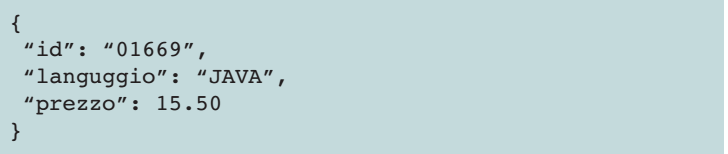 {
“id”: “01669”,
“languggio”: “JAVA”,
“prezzo”: 15.50
}